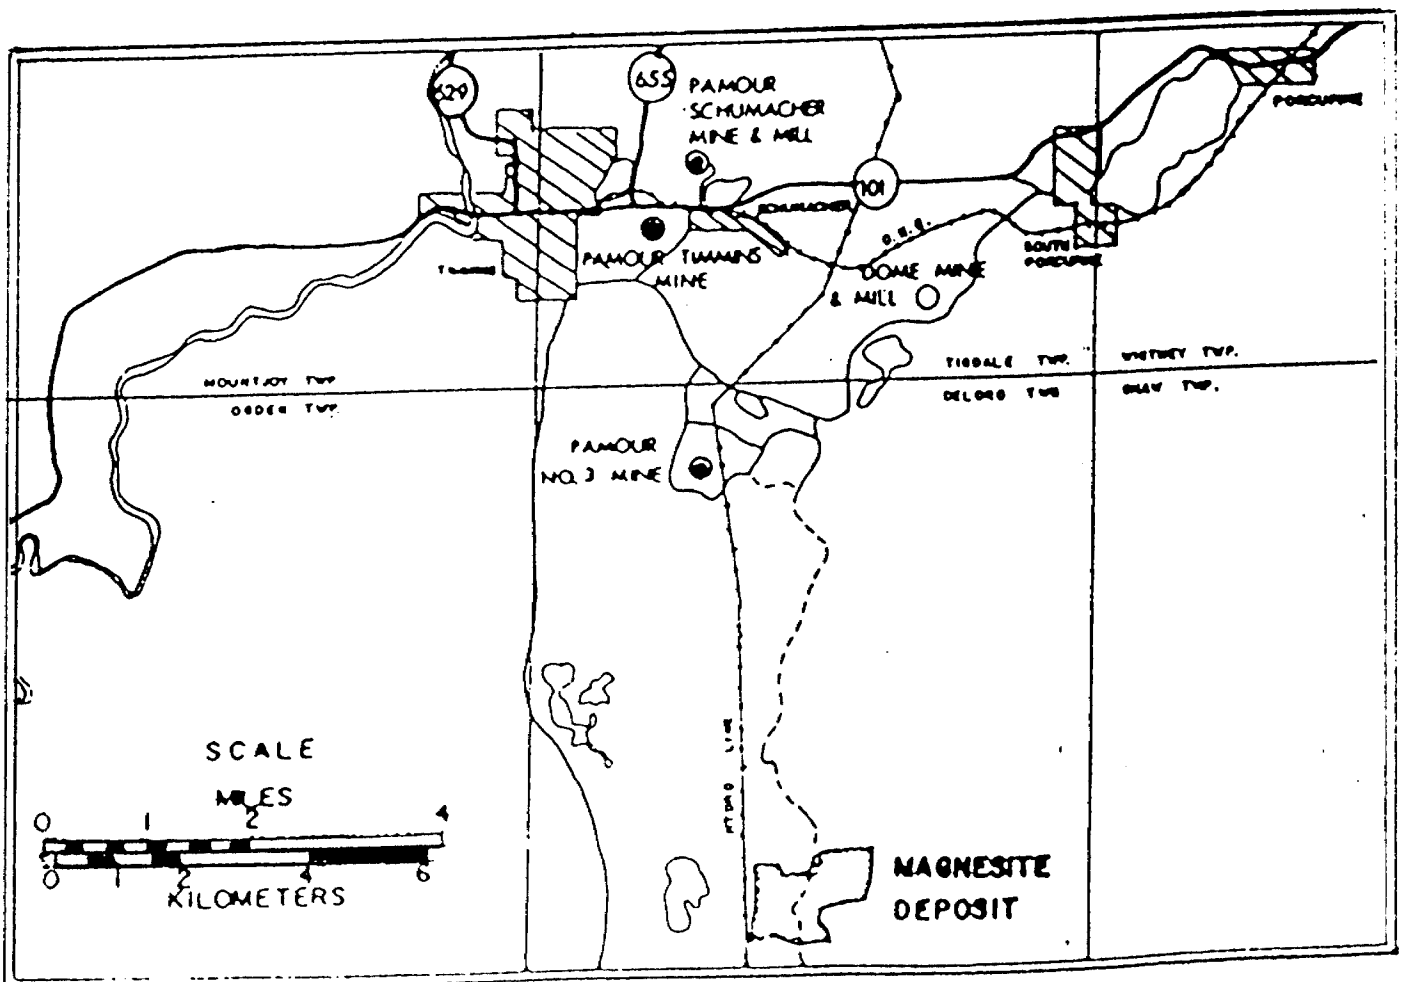 629
655
PAMOUR
SCHUMACHER
MINE & MILL
PORCUPINE
101
SCHUMACHER
TIMMINS
PAMOUR TIMMINS
MINE
O.N.R.
SOUTH
PORCUPINE
DOME MINE
& MILL
MOUNTJOY TWP
OGDEN TWP.
TISDALE TWP.
DELORO TWP
WHITNEY TWP.
SHAW TWP.
PAMOUR
NO. 3 MINE
HYDRO LINE
SCALE
MILES
0 1 2 4
0 1 2 4 6
KILOMETERS
MAGNESITE
DEPOSIT